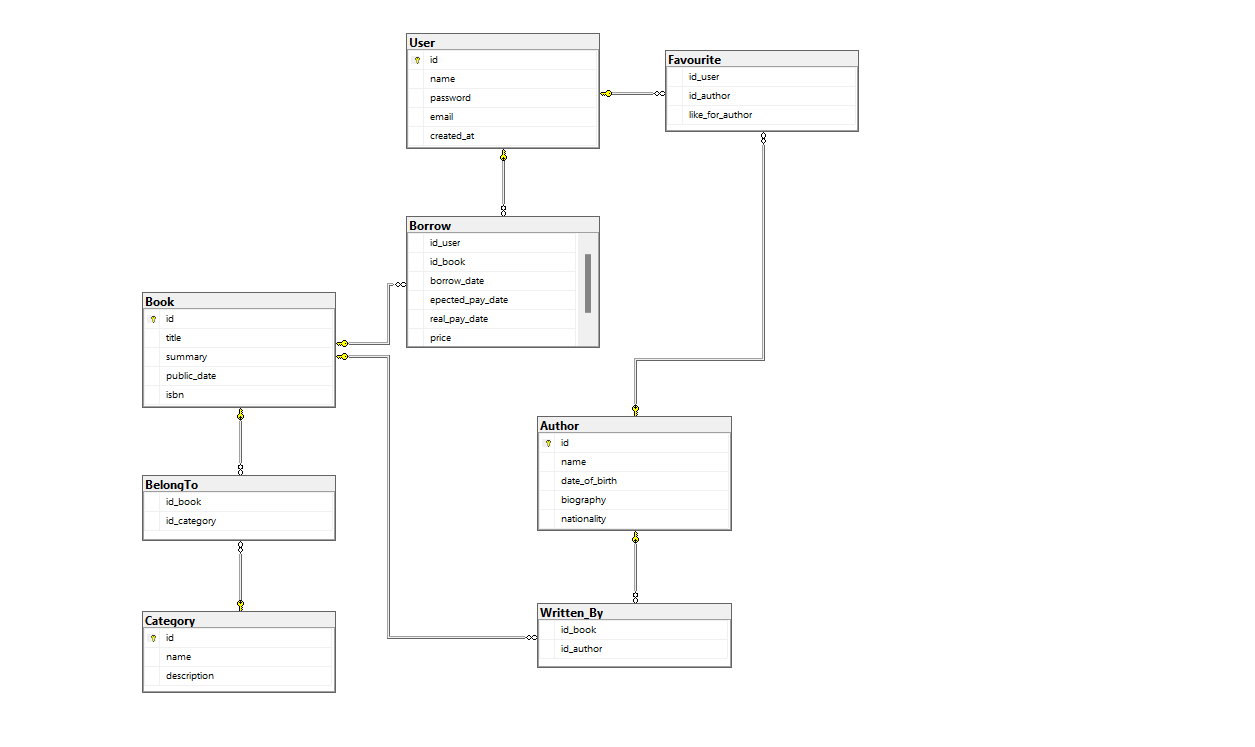 User
id
name
password
email
created_at
Favourite
id_user
id_author
like_for_author
Borrow
id_user
id_book
borrow_date
epected_pay_date
real_pay_date
price
Book
id
title
summary
public_date
isbn
Author
id
name
date_of_birth
biography
nationality
BelongTo
id_book
id_category
Category
id
name
description
Written_By
id_book
id_author